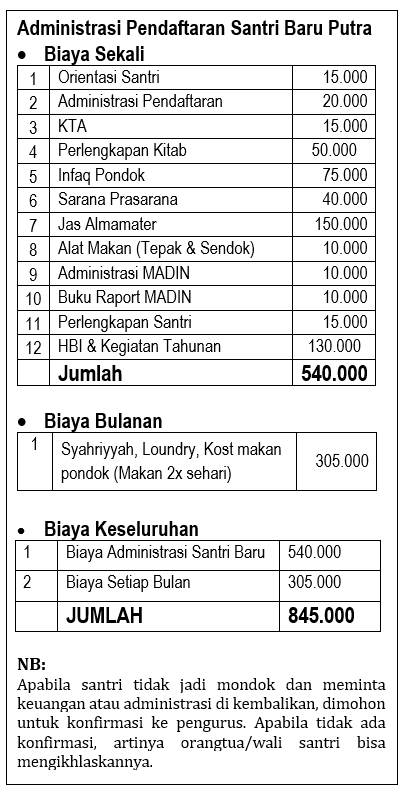 Administrasi Pendaftaran Santri Baru Putra
• Biaya Sekali
1 Orientasi Santri 15.000
2 Administrasi Pendaftaran 20.000
3 KTA 15.000
4 Perlengkapan Kitab 50.000
5 Infaq Pondok 75.000
6 Sarana Prasarana 40.000
7 Jas Almamater 150.000
8 Alat Makan (Tepak & Sendok) 10.000
9 Administrasi MADIN 10.000
10 Buku Raport MADIN 10.000
11 Perlengkapan Santri 15.000
12 HBI & Kegiatan Tahunan 130.000
Jumlah 540.000
• Biaya Bulanan
1 Syahriyyah, Loundry, Kost makan
pondok (Makan 2x sehari) 305.000
• Biaya Keseluruhan
1 Biaya Administrasi Santri Baru 540.000
2 Biaya Setiap Bulan 305.000
JUMLAH 845.000
NB:
Apabila santri tidak jadi mondok dan meminta
keuangan atau administrasi di kembalikan, dimohon
untuk konfirmasi ke pengurus. Apabila tidak ada
konfirmasi, artinya orangtua/wali santri bisa
mengikhlaskannya.